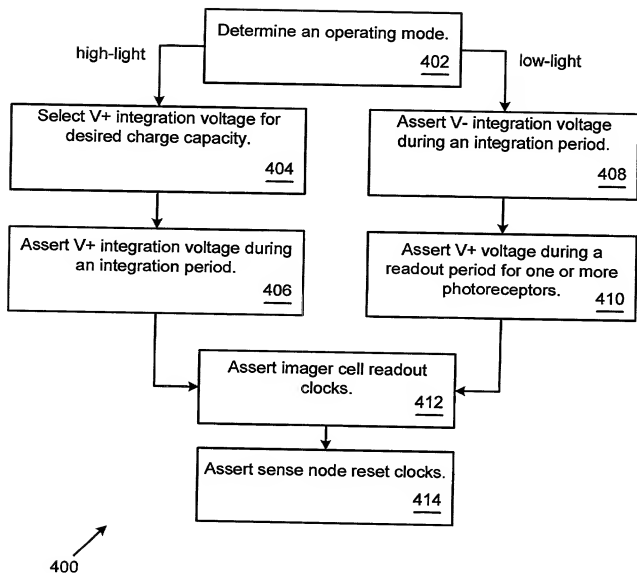 Determine an operating mode.
402
high-light
low-light
Select V+ integration voltage for
desired charge capacity.
404
Assert V- integration voltage
during an integration period.
408
Assert V+ integration voltage during
an integration period.
406
Assert V+ voltage during a
readout period for one or more
photoreceptors.
410
Assert imager cell readout
clocks.
412
Assert sense node reset clocks.
414
400